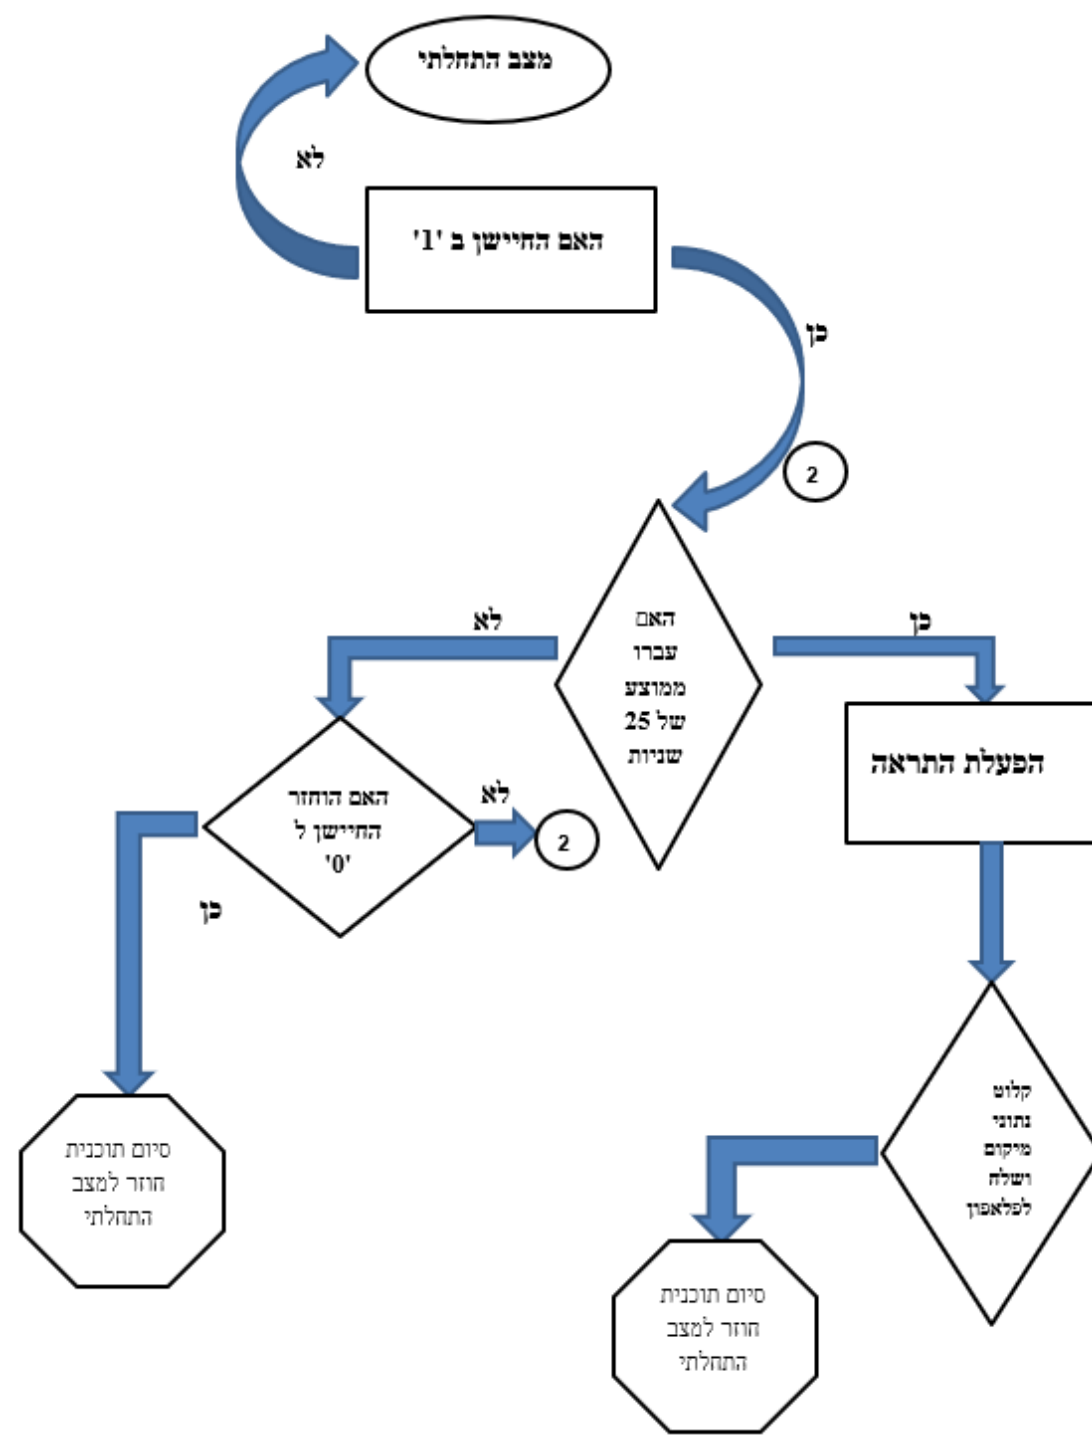 מצב התחלתי
לא
האם החיישן ב '1'
כן
2
האם
עברו
ממוצע
של 25
שניות
לא
כן
הפעלת התראה
האם הוחזר
החיישן ל
'0'
לא
2
כן
קלוט
נתוני
מיקום
ושלח
לפלאפון
סיום תוכנית
חוזר למצב
התחלתי
סיום תוכנית
חוזר למצב
התחלתי